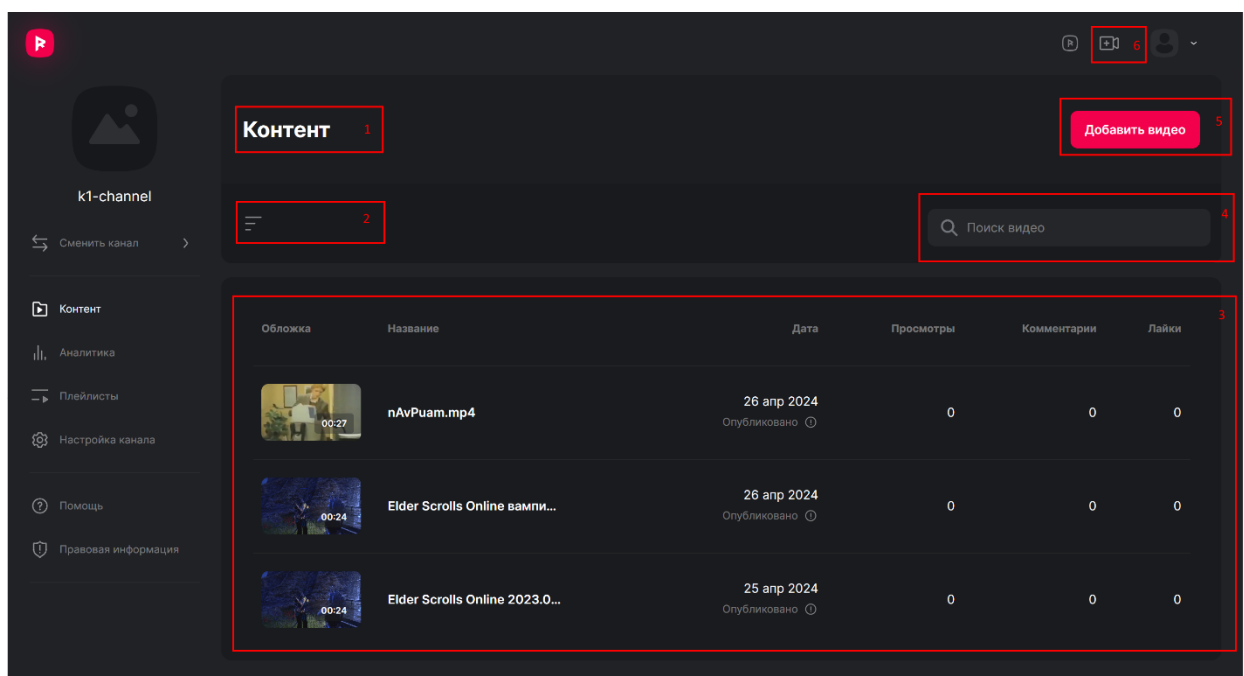 6
Контент 1
Добавить видео 5
k1-channel
2
4
Поиск видео
Сменить канал
Контент
Аналитика
Плейлисты
Настройка канала
Помощь
Правовая информация
3
Обложка Название Дата Просмотры Комментарии Лайки
00:27 nAvPuam.mp4 26 апр 2024 0 0 0
Опубликовано
00:24 Elder Scrolls Online вампи... 26 апр 2024 0 0 0
Опубликовано
00:24 Elder Scrolls Online 2023.0... 25 апр 2024 0 0 0
Опубликовано